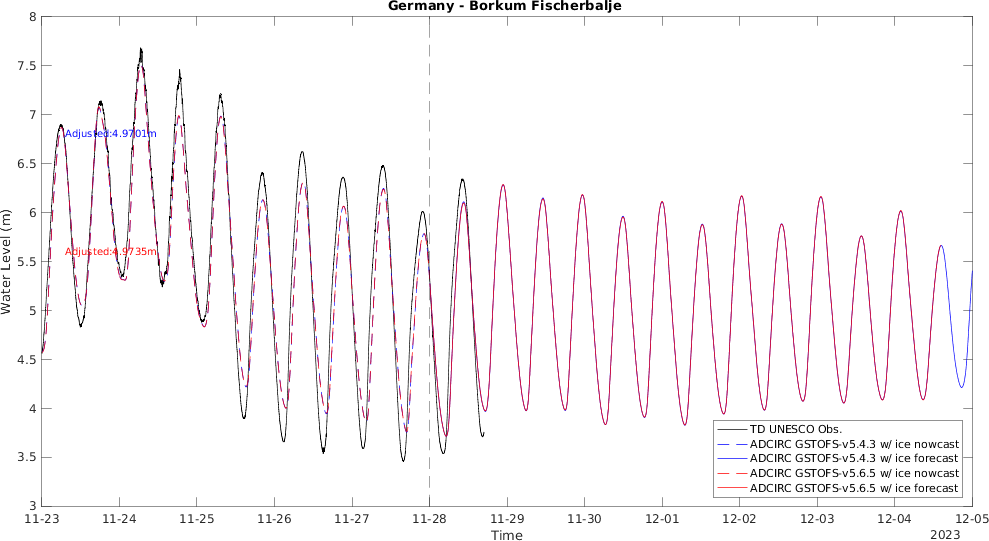 Germany - Borkum Fischerbalje
8
7.5
7
6.5
6
5.5
5
4.5
4
3.5
3
Water Level (m)
Adjusted:4.9701m
Adjusted:4.9735m
TD UNESCO Obs.
ADCIRC GSTOFS-v5.4.3 w/ ice nowcast
ADCIRC GSTOFS-v5.4.3 w/ ice forecast
ADCIRC GSTOFS-v5.6.5 w/ ice nowcast
ADCIRC GSTOFS-v5.6.5 w/ ice forecast
11-23 11-24 11-25 11-26 11-27 11-28 11-29 11-30 12-01 12-02 12-03 12-04 12-05
Time
2023